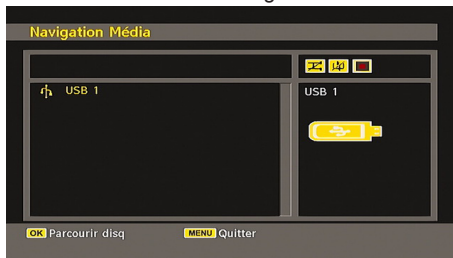 Navigation Média
USB 1
USB 1
OK Parcourir disq
MENU Quitter